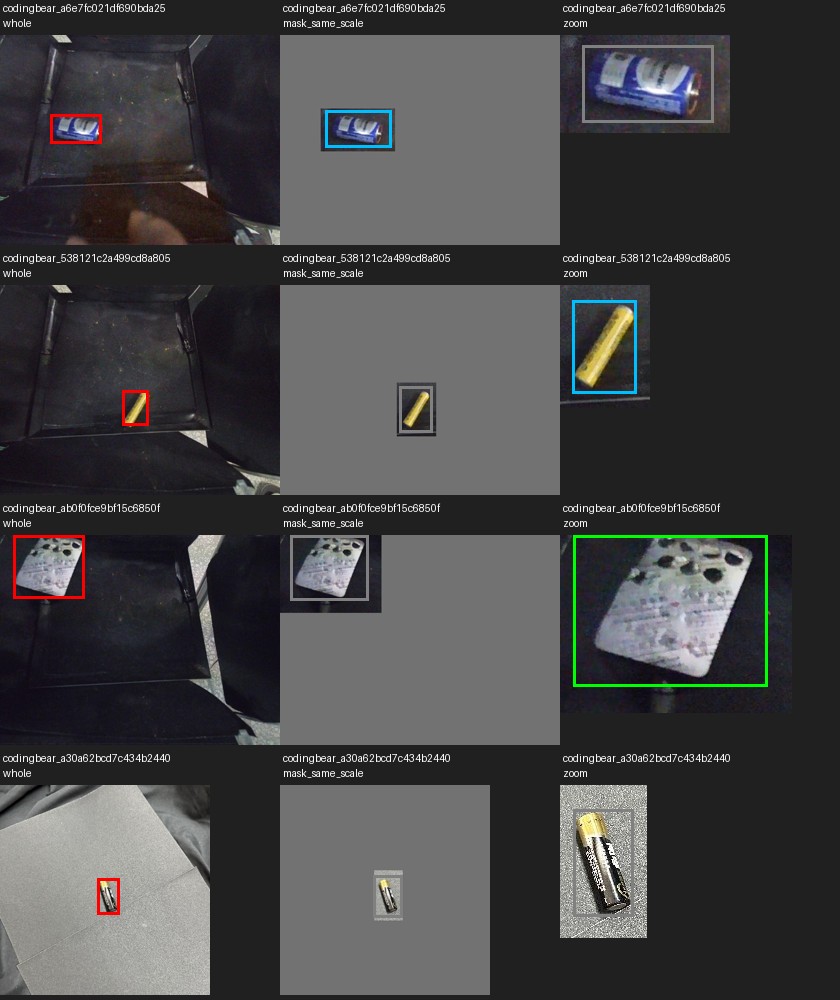 codingbear_a6e7fc021df690bda25 codingbear_a6e7fc021df690bda25 codingbear_a6e7fc021df690bda25
whole mask_same_scale zoom
codingbear_538121c2a499cd8a805 codingbear_538121c2a499cd8a805 codingbear_538121c2a499cd8a805
whole mask_same_scale zoom
codingbear_ab0f0fce9bf15c6850f codingbear_ab0f0fce9bf15c6850f codingbear_ab0f0fce9bf15c6850f
whole mask_same_scale zoom
codingbear_a30a62bcd7c434b2440 codingbear_a30a62bcd7c434b2440 codingbear_a30a62bcd7c434b2440
whole mask_same_scale zoom